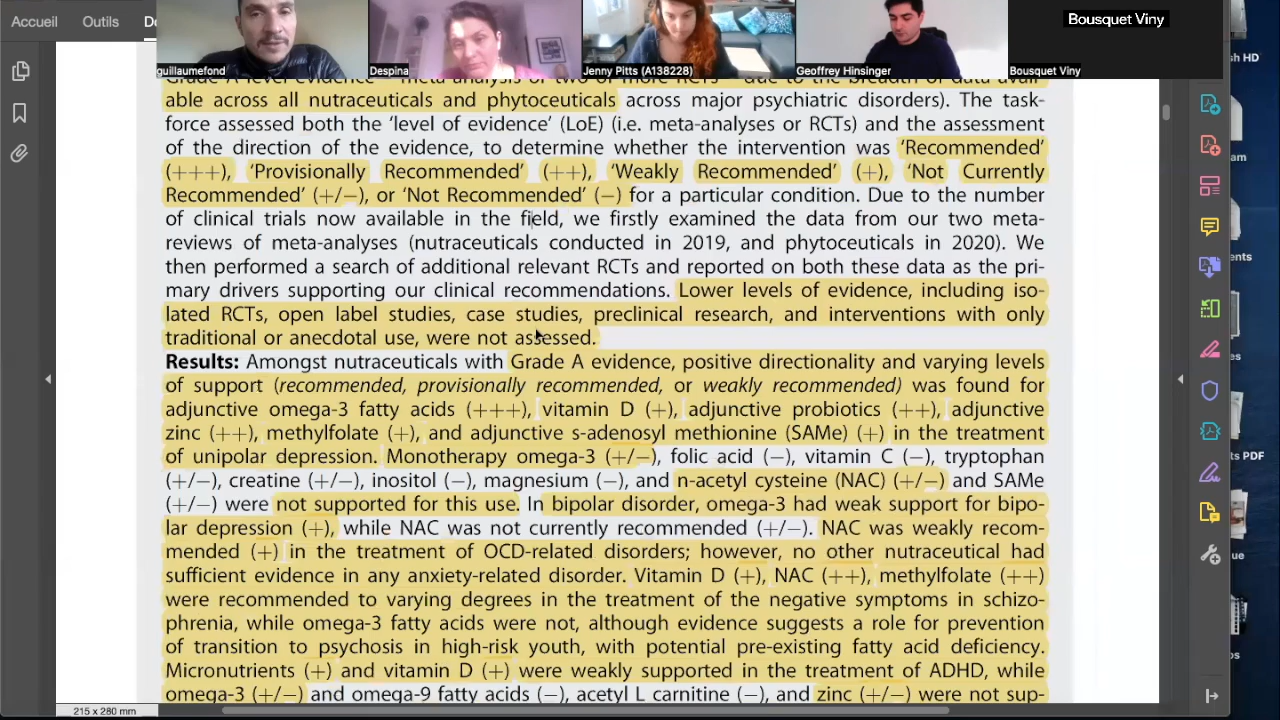 Accueil Outils
guillaumefond
Despina
Jenny Pitts (A138228)
Geoffrey Hinsinger
Bousquet Viny
Bousquet Viny
able across all nutraceuticals and phytoceuticals across major psychiatric disorders). The task-
force assessed both the ‘level of evidence’ (LoE) (i.e. meta-analyses or RCTs) and the assessment
of the direction of the evidence, to determine whether the intervention was ‘Recommended’
(+++), ‘Provisionally Recommended’ (++), ‘Weakly Recommended’ (+), ‘Not Currently
Recommended’ (+/−), or ‘Not Recommended’ (−) for a particular condition. Due to the number
of clinical trials now available in the field, we firstly examined the data from our two meta-
reviews of meta-analyses (nutraceuticals conducted in 2019, and phytoceuticals in 2020). We
then performed a search of additional relevant RCTs and reported on both these data as the pri-
mary drivers supporting our clinical recommendations. Lower levels of evidence, including iso-
lated RCTs, open label studies, case studies, preclinical research, and interventions with only
traditional or anecdotal use, were not assessed.
Results: Amongst nutraceuticals with Grade A evidence, positive directionality and varying levels
of support (recommended, provisionally recommended, or weakly recommended) was found for
adjunctive omega-3 fatty acids (+++), vitamin D (+), adjunctive probiotics (++), adjunctive
zinc (++), methylfolate (+), and adjunctive s-adenosyl methionine (SAMe) (+) in the treatment
of unipolar depression. Monotherapy omega-3 (+/−), folic acid (−), vitamin C (−), tryptophan
(+/−), creatine (+/−), inositol (−), magnesium (−), and n-acetyl cysteine (NAC) (+/−) and SAMe
(+/−) were not supported for this use. In bipolar disorder, omega-3 had weak support for bipo-
lar depression (+), while NAC was not currently recommended (+/−). NAC was weakly recom-
mended (+) in the treatment of OCD-related disorders; however, no other nutraceutical had
sufficient evidence in any anxiety-related disorder. Vitamin D (+), NAC (++), methylfolate (++)
were recommended to varying degrees in the treatment of the negative symptoms in schizo-
phrenia, while omega-3 fatty acids were not, although evidence suggests a role for prevention
of transition to psychosis in high-risk youth, with potential pre-existing fatty acid deficiency.
Micronutrients (+) and vitamin D (+) were weakly supported in the treatment of ADHD, while
omega-3 (+/−) and omega-9 fatty acids (−), acetyl L carnitine (−), and zinc (+/−) were not sup-
215 x 280 mm